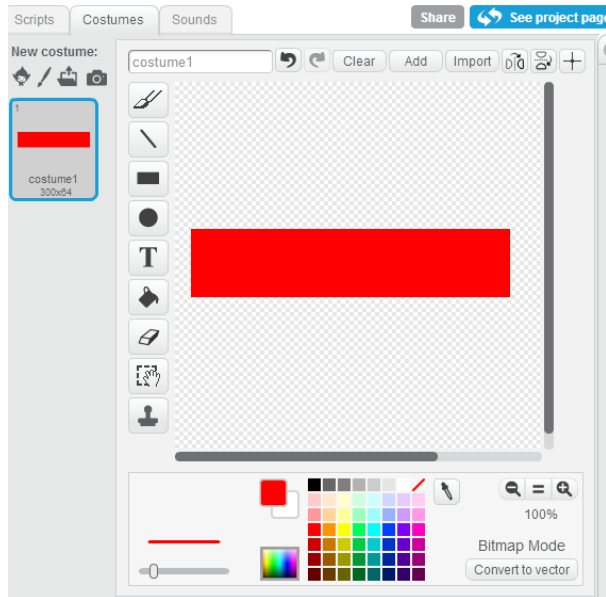 Scripts Costumes Sounds Share See project page
New costume:
costume1 Clear Add Import
1
costume1
300x64
T
100%
Bitmap Mode
Convert to vector